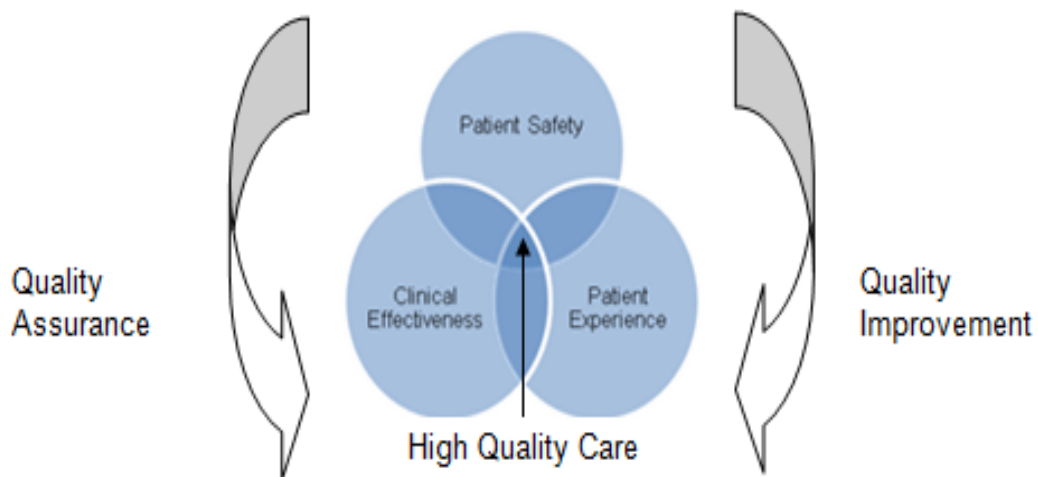 Patient Safety
Clinical
Effectiveness
Patient
Experience
Quality
Assurance
Quality
Improvement
High Quality Care